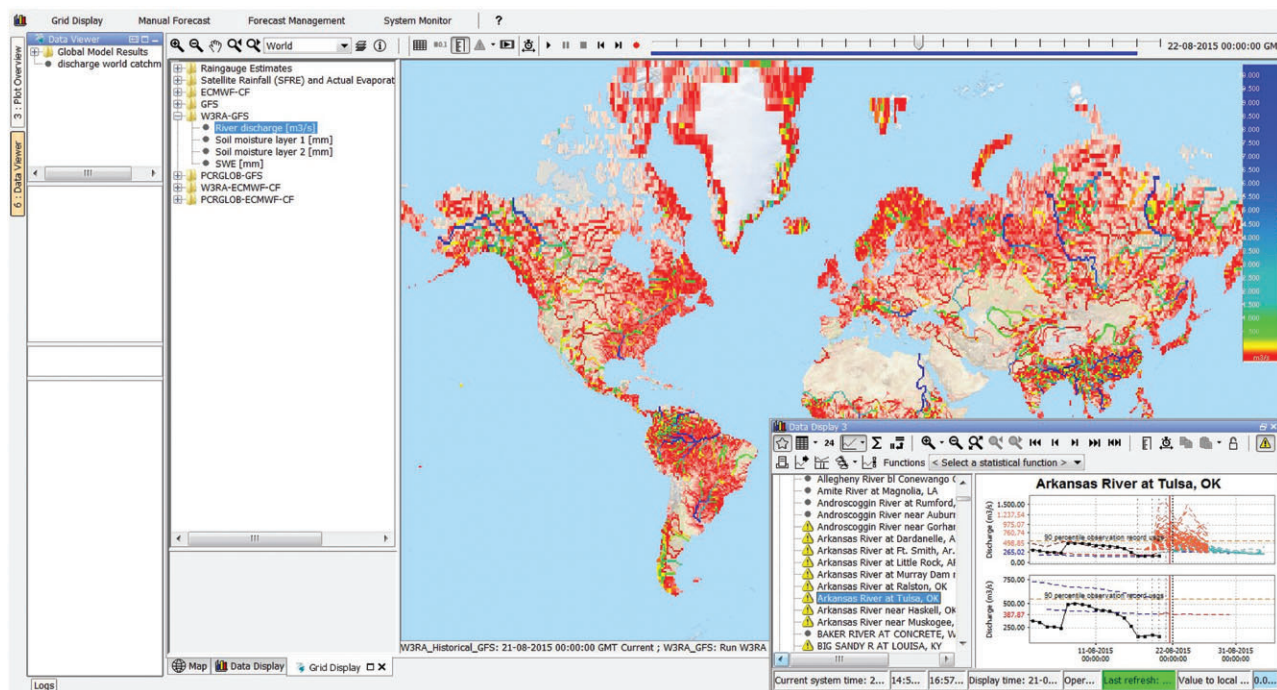 Grid Display Manual Forecast Forecast Management System Monitor ?
Data Viewer
Global Model Results
discharge world catchm
3 : Plot Overview
6 : Data Viewer
World
22-08-2015 00:00:00 GM
Raingauge Estimates
Satellite Rainfall (SFRE) and Actual Evaporat
ECMWF-CF
GFS
W3RA-GFS
River discharge [m3/s]
Soil moisture layer 1 [mm]
Soil moisture layer 2 [mm]
SWE [mm]
PCRGLOB-GFS
W3RA-ECMWF-CF
PCRGLOB-ECMWF-CF
m3/s
W3RA_Historical_GFS: 21-08-2015 00:00:00 GMT Current ; W3RA_GFS: Run W3RA
Map Data Display Grid Display
Logs
Data Display 3
24
Functions < Select a statistical function >
Allegheny River bl Conewango
Amite River at Magnolia, LA
Androscoggin River at Rumford,
Androscoggin River near Auburn
Androscoggin River near Gorhan
Arkansas River at Dardanelle, A
Arkansas River at Ft. Smith, Ar.
Arkansas River at Little Rock, AR
Arkansas River at Murray Dam
Arkansas River at Ralston, OK
Arkansas River at Tulsa, OK
Arkansas River near Haskell, OK
Arkansas River near Muskogee,
BAKER RIVER AT CONCRETE, W
BIG SANDY R AT LOUISA, KY
Arkansas River at Tulsa, OK
Discharge (m3/s)
1.500.00
1.237.54
975.07
760.74
498.85
265.02
0.00
90 percentile observation record usgs
Discharge (m3/s)
750.00
500.00
387.87
250.00
90 percentile observation record usgs
11-08-2015 22-08-2015 31-08-2015
00:00:00 00:00:00 00:00:00
Current system time: 2... 14:5... 16:57... Display time: 21-0... Oper... Last refresh: ... Value to local ... 0.0...